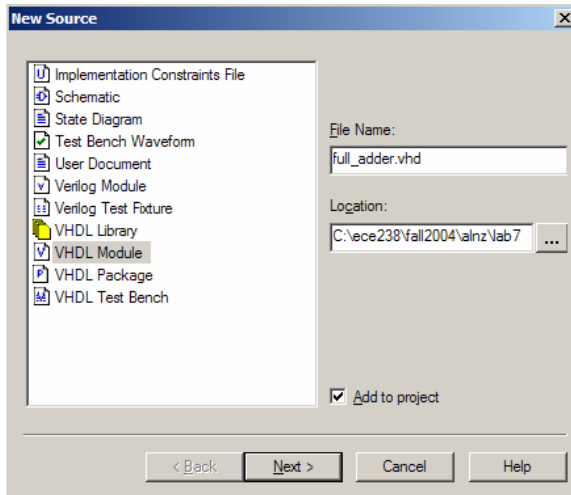 New Source
Implementation Constraints File
Schematic
State Diagram
Test Bench Waveform
User Document
Verilog Module
Verilog Test Fixture
VHDL Library
VHDL Module
VHDL Package
VHDL Test Bench
File Name:
full_adder.vhd
Location:
C:\ece238\fall2004\alnz\lab7
...
Add to project
< Back
Next >
Cancel
Help